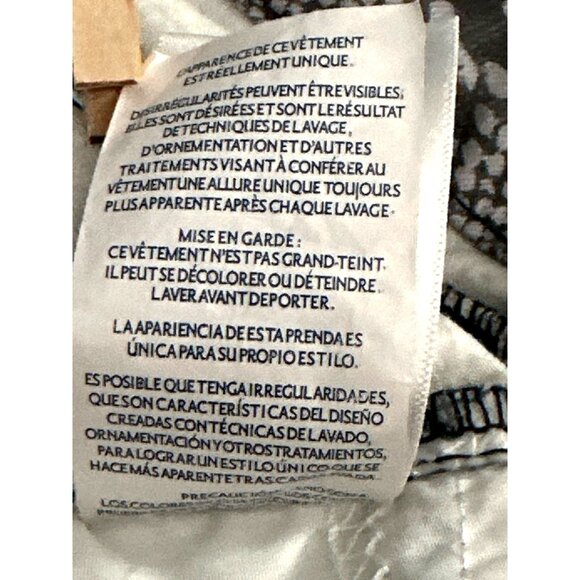 L'APPARENCE DE CE VÊTEMENT
EST RÉELLEMENT UNIQUE.
DES IRRÉGULARITÉS PEUVENT ÊTRE VISIBLES;
ELLES SONT DÉSIRÉES ET SONT LE RÉSULTAT
DE TECHNIQUES DE LAVAGE,
D'ORNEMENTATION ET D'AUTRES
TRAITEMENTS VISANT À CONFÉRER AU
VÊTEMENT UNE ALLURE UNIQUE TOUJOURS
PLUS APPARENTE APRÈS CHAQUE LAVAGE.
MISE EN GARDE :
CE VÊTEMENT N'EST PAS GRAND-TEINT.
IL PEUT SE DÉCOLORER OU DÉTEINDRE.
LAVER AVANT DE PORTER.
LA APARIENCIA DE ESTA PRENDA ES
ÚNICA PARA SU PROPIO ESTILO.
ES POSIBLE QUE TENGA IRREGULARIDADES,
QUE SON CARACTERÍSTICAS DEL DISEÑO
CREADAS CON TÉCNICAS DE LAVADO,
ORNAMENTACIÓN Y OTROS TRATAMIENTOS,
PARA LOGRAR UN ESTILO ÚNICO QUE SE
HACE MÁS APARENTE TRAS CADA
LOS COLORES